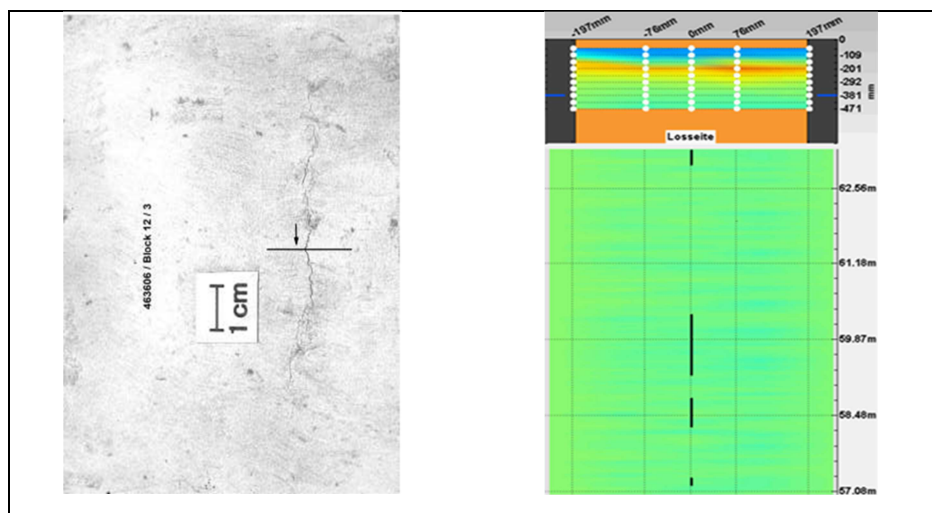 463606 / Block 12 / 3
1 cm
-197mm
-76mm
0mm
76mm
197mm
0
-109
-201
-292
-381
-471
mm
Losseite
62.56m
61.18m
59.87m
58.48m
57.08m